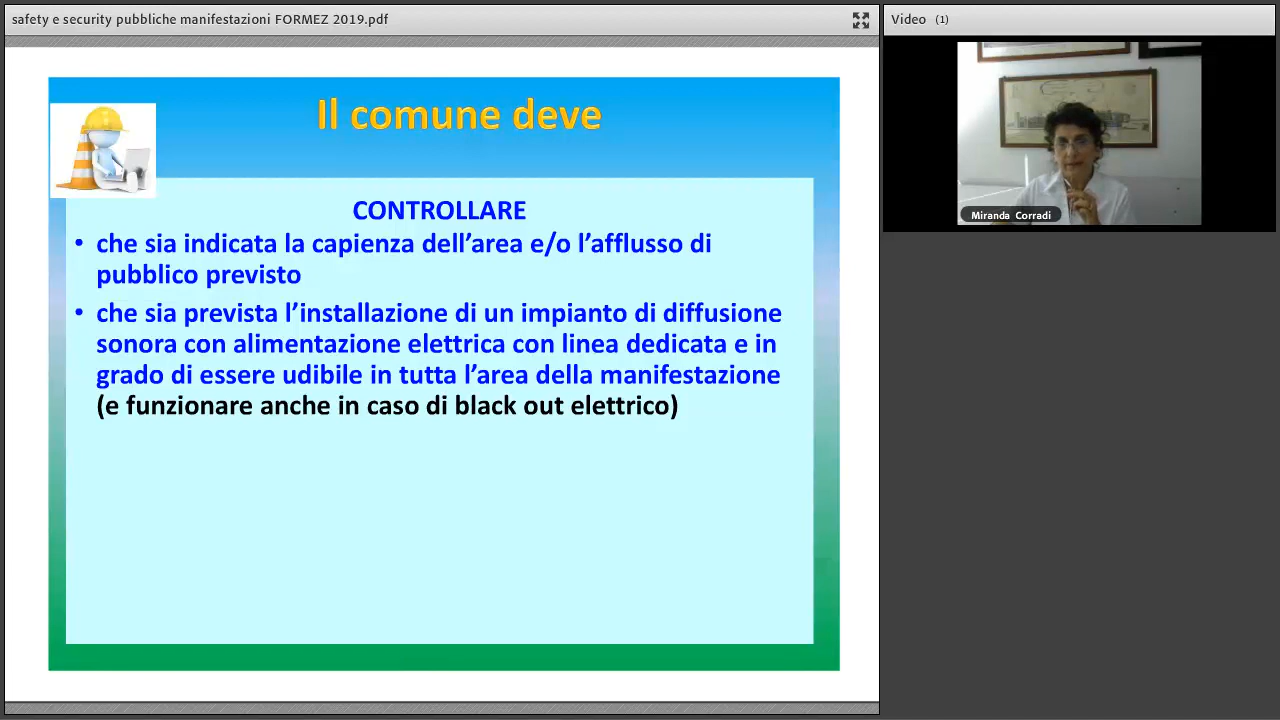 safety e security pubbliche manifestazioni FORMEZ 2019.pdf
Video (1)
Miranda Corradi
Il comune deve
CONTROLLARE
• che sia indicata la capienza dell’area e/o l’afflusso di
pubblico previsto
• che sia prevista l’installazione di un impianto di diffusione
sonora con alimentazione elettrica con linea dedicata e in
grado di essere udibile in tutta l’area della manifestazione
(e funzionare anche in caso di black out elettrico)